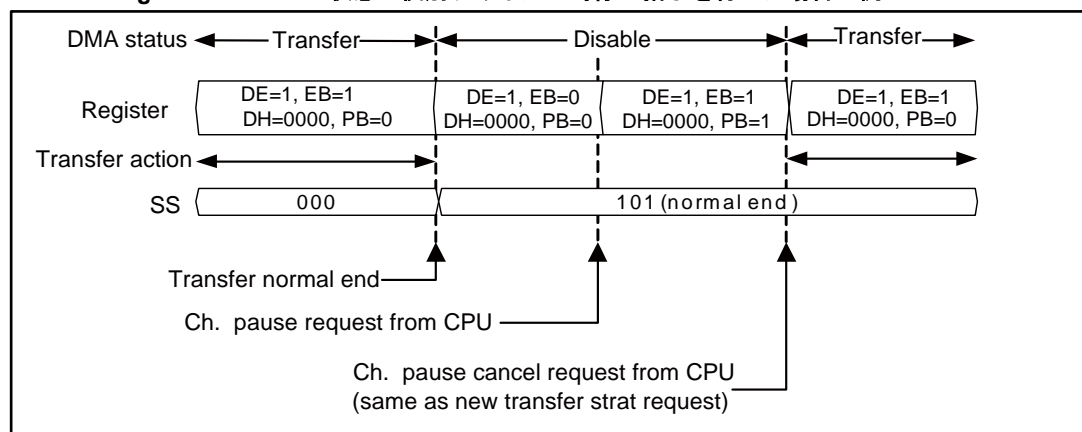 DMA status Transfer Disable Transfer
Register
DE=1, EB=1
DH=0000, PB=0
DE=1, EB=0
DH=0000, PB=0
DE=1, EB=1
DH=0000, PB=1
DE=1, EB=1
DH=0000, PB=0
Transfer action
SS 000 101 (normal end)
Transfer normal end
Ch. pause request from CPU
Ch. pause cancel request from CPU
(same as new transfer strat request)